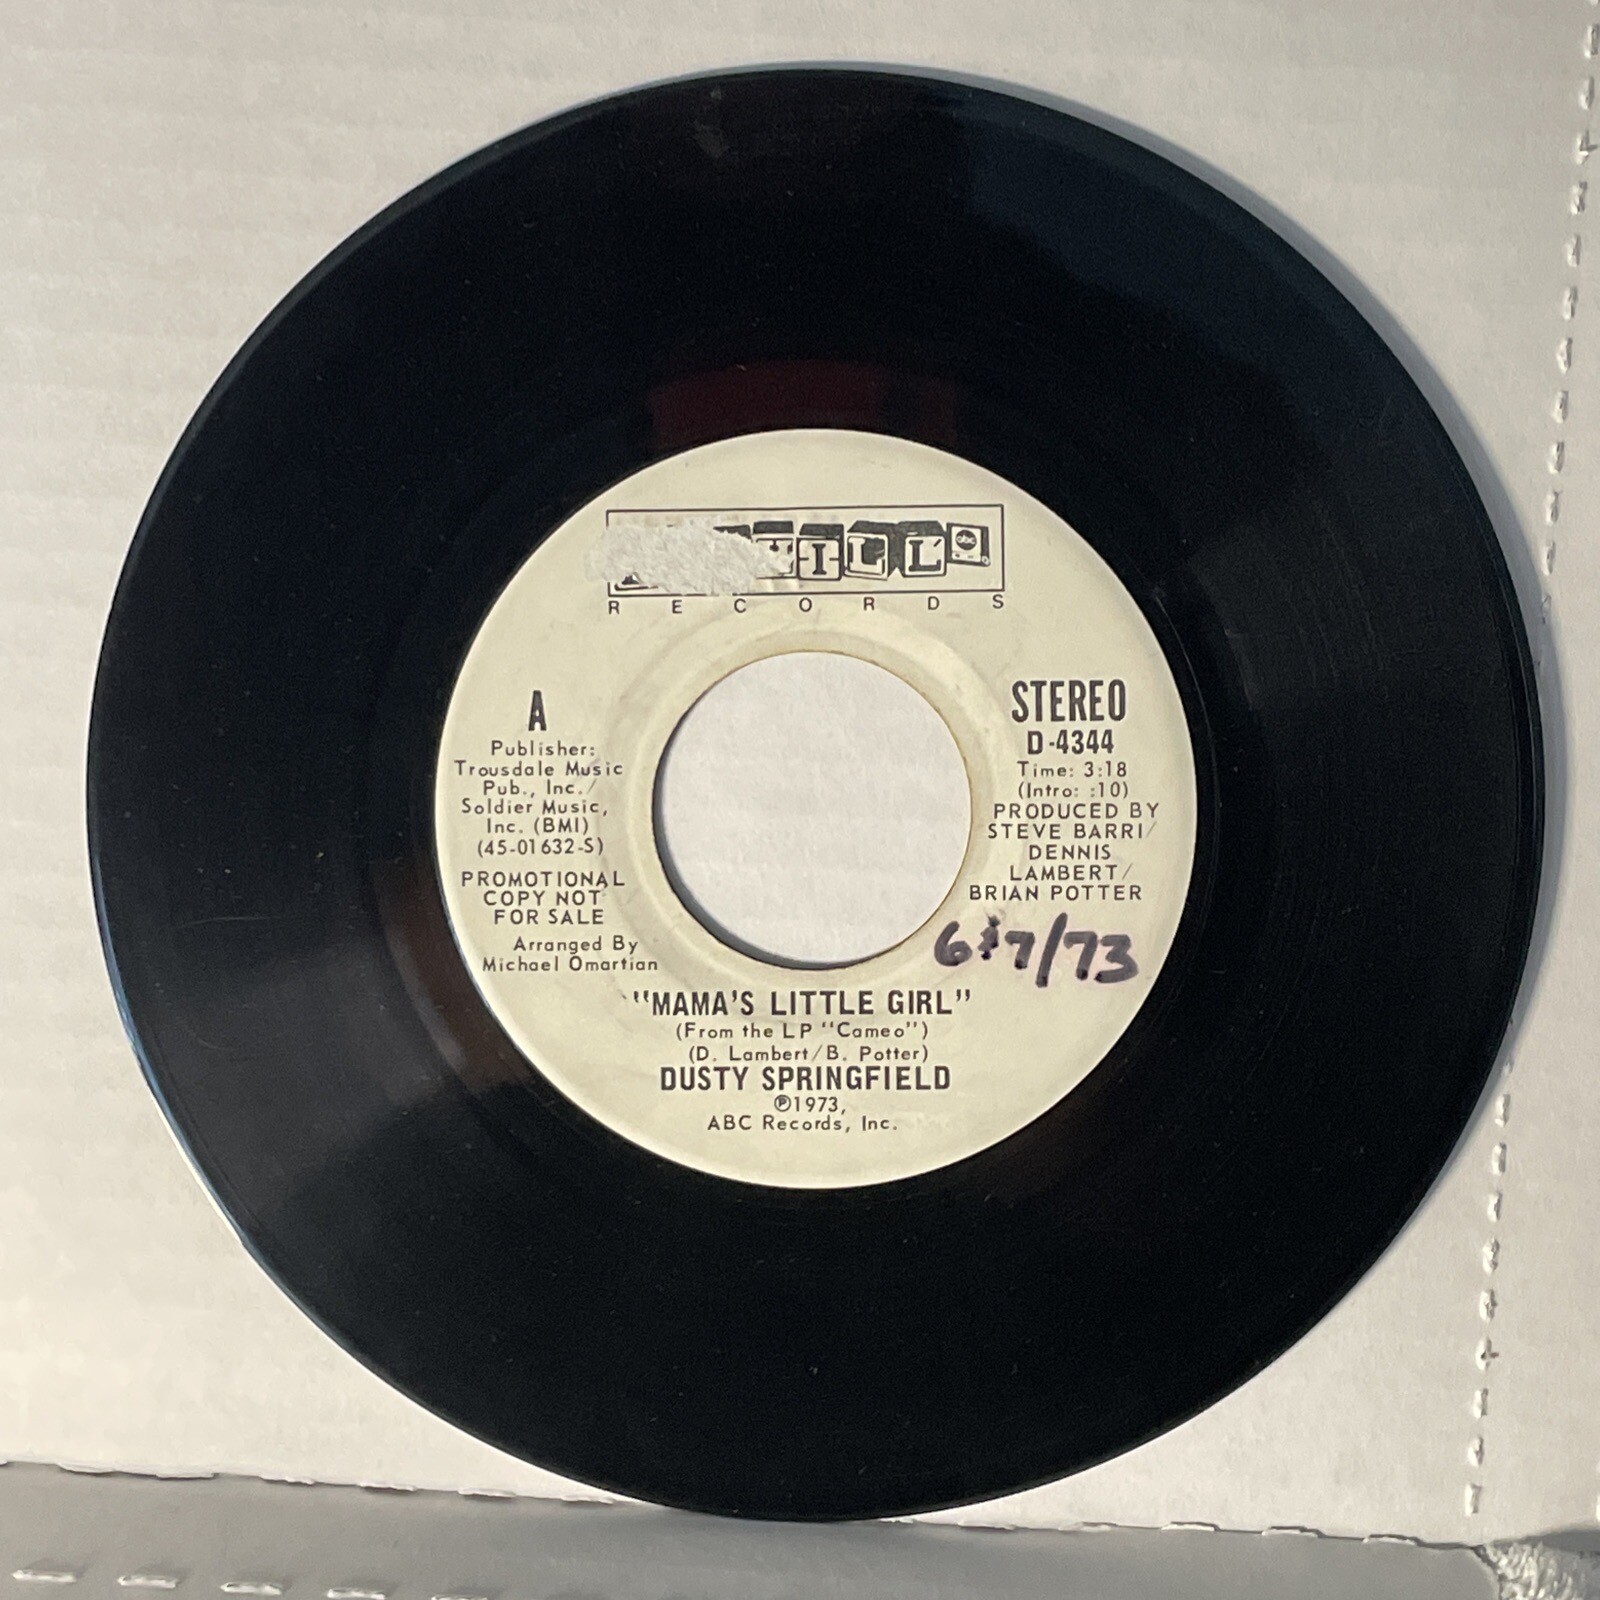 HILL
abc
RECORDS
A
Publisher:
Trousdale Music
Pub., Inc./
Soldier Music,
Inc. (BMI)
(45-01632-S)
PROMOTIONAL
COPY NOT
FOR SALE
Arranged By
Michael Omartian
STEREO
D-4344
Time: 3:18
(Intro: :10)
PRODUCED BY
STEVE BARRI/
DENNIS
LAMBERT/
BRIAN POTTER
6&7/73
"MAMA'S LITTLE GIRL"
(From the LP "Cameo")
(D. Lambert/B. Potter)
DUSTY SPRINGFIELD
℗1973,
ABC Records, Inc.